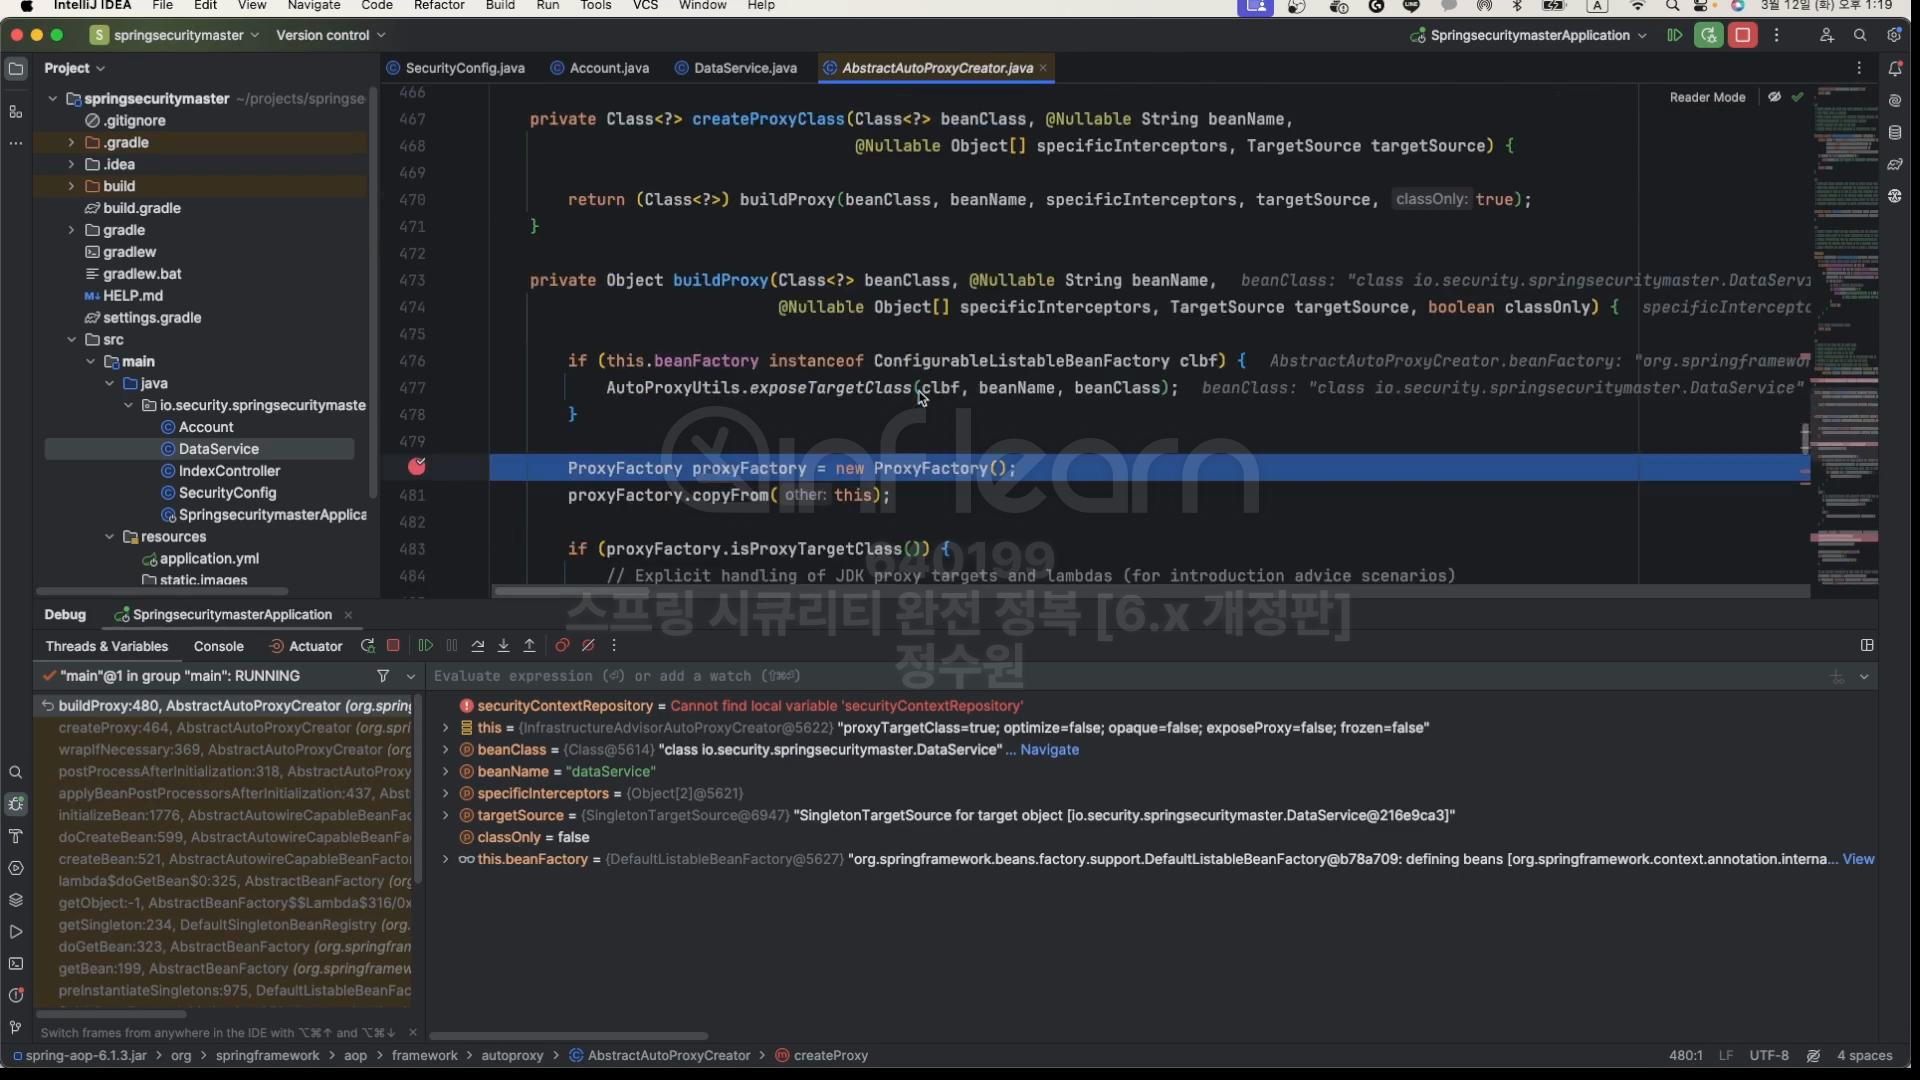 IntelliJ IDEA File Edit View Navigate Code Refactor Build Run Tools VCS Window Help A 3월 12일 (화) 오후 1:19
S springsecuritymaster Version control SpringsecuritymasterApplication
Project SecurityConfig.java Account.java DataService.java AbstractAutoProxyCreator.java
Reader Mode
springsecuritymaster ~/projects/springse
.gitignore
.gradle
.idea
build
build.gradle
gradle
gradlew
gradlew.bat
HELP.md
settings.gradle
src
main
java
io.security.springsecuritymaste
Account
DataService
IndexController
SecurityConfig
SpringsecuritymasterApplica
resources
application.yml
static.images
466
467 private Class<?> createProxyClass(Class<?> beanClass, @Nullable String beanName,
468 @Nullable Object[] specificInterceptors, TargetSource targetSource) {
469
470 return (Class<?>) buildProxy(beanClass, beanName, specificInterceptors, targetSource, classOnly: true);
471 }
472
473 private Object buildProxy(Class<?> beanClass, @Nullable String beanName, beanClass: "class io.security.springsecuritymaster.DataServi
474 @Nullable Object[] specificInterceptors, TargetSource targetSource, boolean classOnly) { specificIntercepto
475
476 if (this.beanFactory instanceof ConfigurableListableBeanFactory clbf) { AbstractAutoProxyCreator.beanFactory: "org.springframewor
477 AutoProxyUtils.exposeTargetClass(clbf, beanName, beanClass); beanClass: "class io.security.springsecuritymaster.DataService"
478 }
479
ProxyFactory proxyFactory = new ProxyFactory();
481 proxyFactory.copyFrom( other: this);
482
483 if (proxyFactory.isProxyTargetClass()) {
484 // Explicit handling of JDK proxy targets and lambdas (for introduction advice scenarios)
inflearn
640199
스프링 시큐리티 완전 정복 [6.x 개정판]
정수원
Debug SpringsecuritymasterApplication
Threads & Variables Console Actuator
"main"@1 in group "main": RUNNING
Evaluate expression (⏎) or add a watch (⇧⌘⏎)
buildProxy:480, AbstractAutoProxyCreator (org.spring
createProxy:464, AbstractAutoProxyCreator (org.spri
wrapIfNecessary:369, AbstractAutoProxyCreator (org
postProcessAfterInitialization:318, AbstractAutoProxy
applyBeanPostProcessorsAfterInitialization:437, Abst
initializeBean:1776, AbstractAutowireCapableBeanFac
doCreateBean:599, AbstractAutowireCapableBeanFa
createBean:521, AbstractAutowireCapableBeanFactor
lambda$doGetBean$0:325, AbstractBeanFactory (org
getObject:-1, AbstractBeanFactory$$Lambda$316/0x
getSingleton:234, DefaultSingletonBeanRegistry (org
doGetBean:323, AbstractBeanFactory (org.springfram
getBean:199, AbstractBeanFactory (org.springframew
preInstantiateSingletons:975, DefaultListableBeanFac
securityContextRepository = Cannot find local variable 'securityContextRepository'
this = {InfrastructureAdvisorAutoProxyCreator@5622} "proxyTargetClass=true; optimize=false; opaque=false; exposeProxy=false; frozen=false"
beanClass = {Class@5614} "class io.security.springsecuritymaster.DataService" ... Navigate
beanName = "dataService"
specificInterceptors = {Object[2]@5621}
targetSource = {SingletonTargetSource@6947} "SingletonTargetSource for target object [io.security.springsecuritymaster.DataService@216e9ca3]"
classOnly = false
this.beanFactory = {DefaultListableBeanFactory@5627} "org.springframework.beans.factory.support.DefaultListableBeanFactory@b78a709: defining beans [org.springframework.context.annotation.interna... View
Switch frames from anywhere in the IDE with ⌥⌘↑ and ⌥⌘↓
spring-aop-6.1.3.jar > org > springframework > aop > framework > autoproxy > AbstractAutoProxyCreator > createProxy 480:1 LF UTF-8 4 spaces